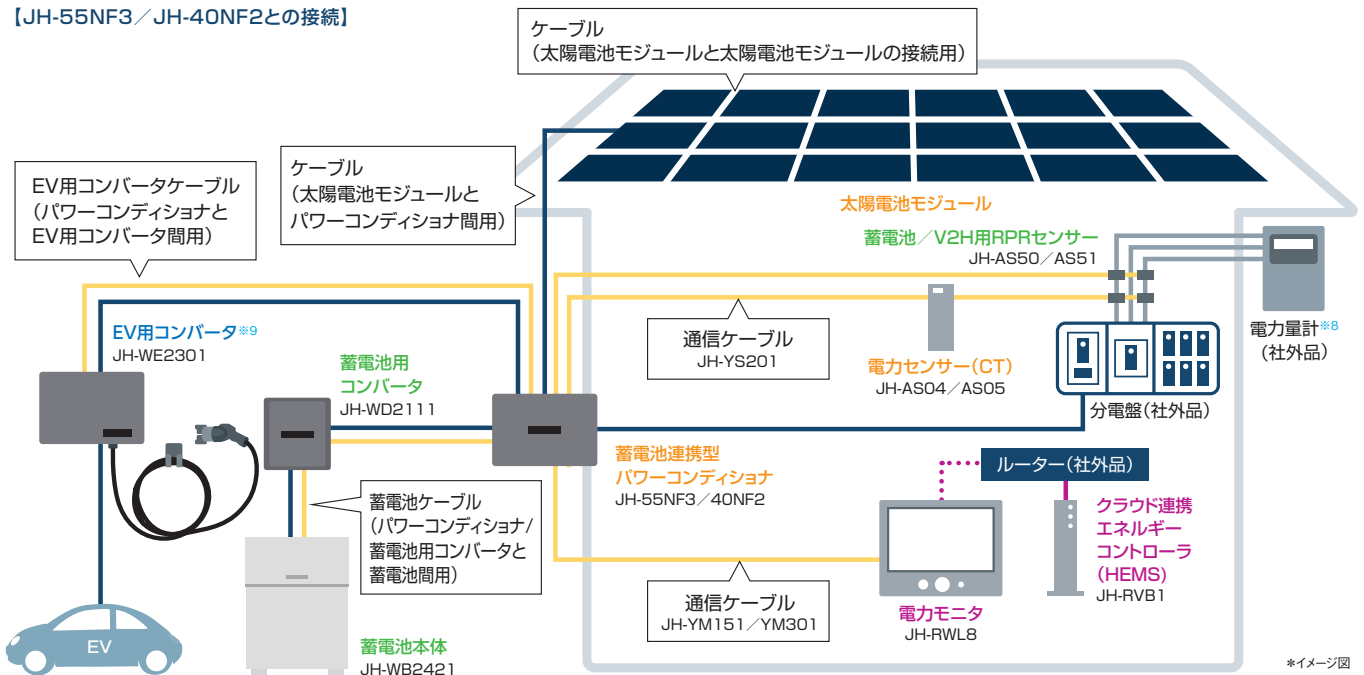 【JH-55NF3／JH-40NF2との接続】
ケーブル
（太陽電池モジュールと太陽電池モジュールの接続用）
EV用コンバータケーブル
（パワーコンディショナと
EV用コンバータ間用）
ケーブル
（太陽電池モジュールと
パワーコンディショナ間用）
太陽電池モジュール
蓄電池／V2H用RPRセンサー
JH-AS50／AS51
電力量計※8
（社外品）
通信ケーブル
JH-YS201
電力センサー（CT）
JH-AS04／AS05
分電盤（社外品）
EV用コンバータ※9
JH-WE2301
蓄電池用
コンバータ
JH-WD2111
蓄電池連携型
パワーコンディショナ
JH-55NF3／40NF2
ルーター（社外品）
クラウド連携
エネルギー
コントローラ
（HEMS）
JH-RVB1
蓄電池ケーブル
（パワーコンディショナ/
蓄電池用コンバータと
蓄電池間用）
通信ケーブル
JH-YM151／YM301
電力モニタ
JH-RWL8
EV
蓄電池本体
JH-WB2421
*イメージ図